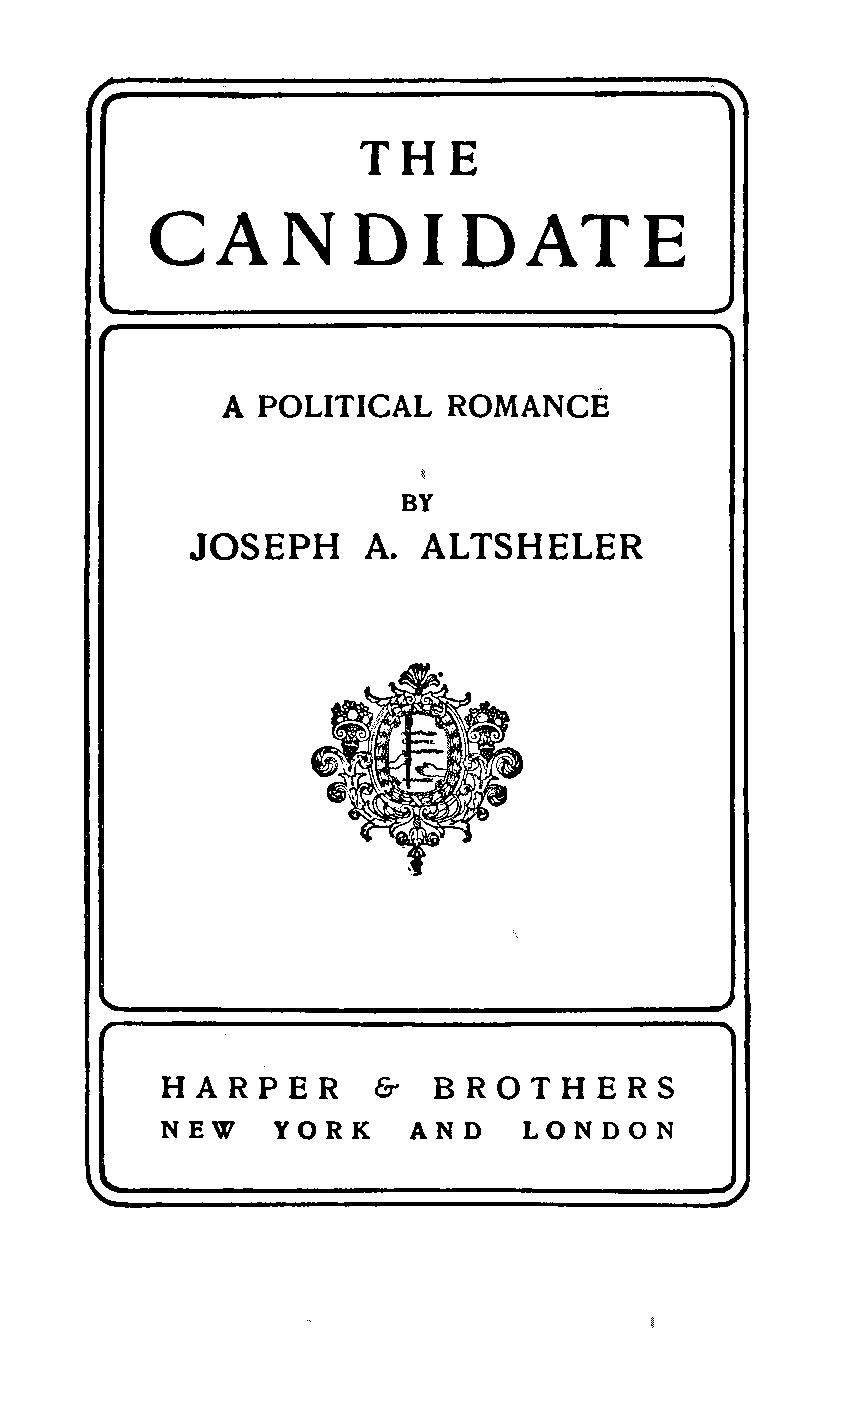 THE
CANDIDATE
A POLITICAL ROMANCE
BY
JOSEPH A. ALTSHELER
HARPER & BROTHERS
NEW YORK AND LONDON